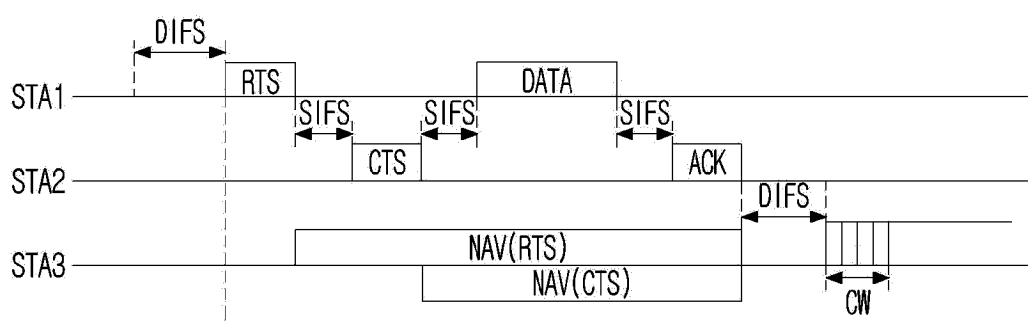 DIFS
STA1
RTS
DATA
SIFS
SIFS
SIFS
STA2
CTS
ACK
DIFS
STA3
NAV(RTS)
NAV(CTS)
CW